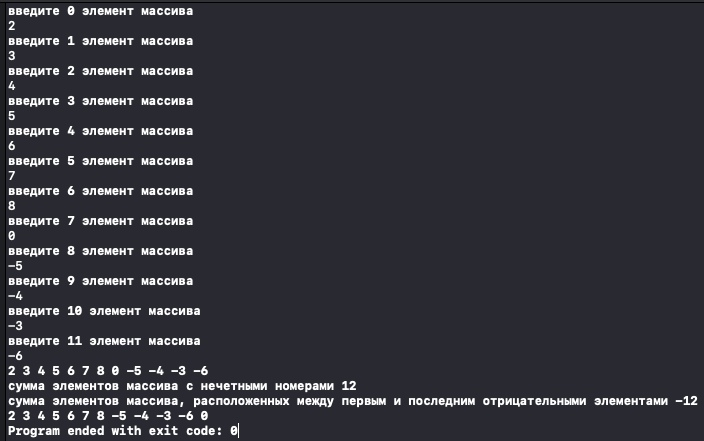 введите 0 элемент массива
2
введите 1 элемент массива
3
введите 2 элемент массива
4
введите 3 элемент массива
5
введите 4 элемент массива
6
введите 5 элемент массива
7
введите 6 элемент массива
8
введите 7 элемент массива
0
введите 8 элемент массива
-5
введите 9 элемент массива
-4
введите 10 элемент массива
-3
введите 11 элемент массива
-6
2 3 4 5 6 7 8 0 -5 -4 -3 -6
сумма элементов массива с нечетными номерами 12
сумма элементов массива, расположенных между первым и последним отрицательными элементами -12
2 3 4 5 6 7 8 -5 -4 -3 -6 0
Program ended with exit code: 0